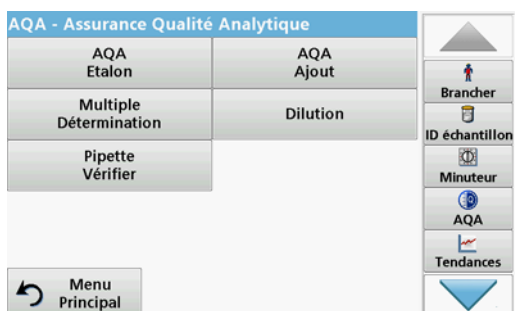 AQA - Assurance Qualité Analytique
AQA
Etalon
AQA
Ajout
Multiple
Détermination
Dilution
Pipette
Vérifier
Menu
Principal
Brancher
ID échantillon
Minuteur
AQA
Tendances